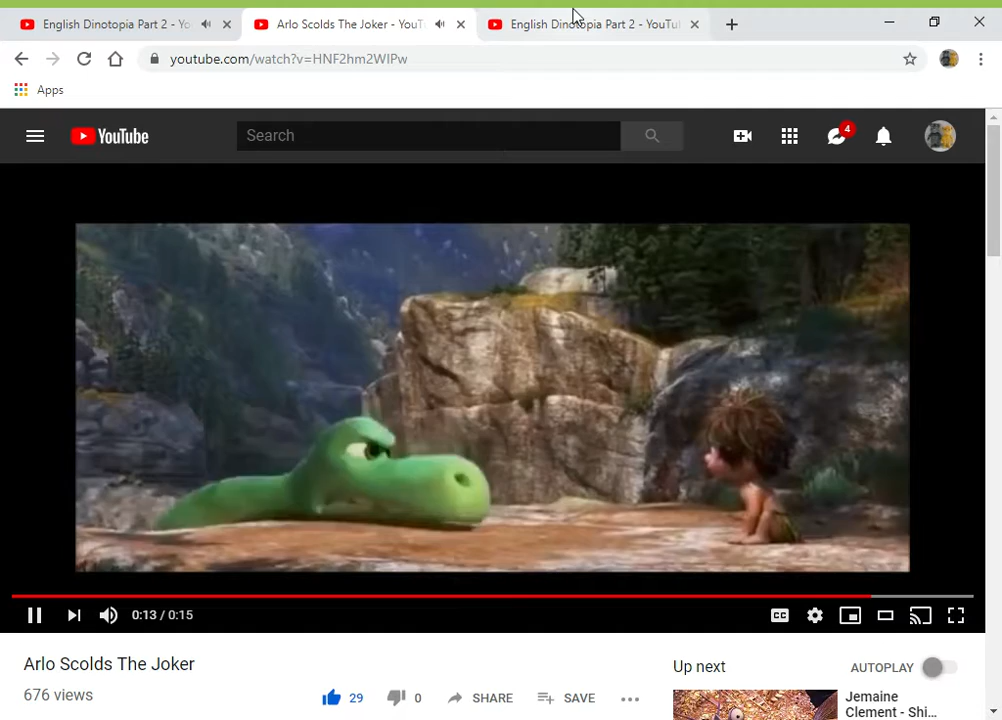 English Dinotopia Part 2 - Yo
Arlo Scolds The Joker - YouT
English Dinotopia Part 2 - YouTu
youtube.com/watch?v=HNF2hm2WIPw
Apps
YouTube
Search
4
0:13 / 0:15
CC
Arlo Scolds The Joker
676 views
29
0
SHARE
SAVE
Up next
AUTOPLAY
Jemaine
Clement - Shi...